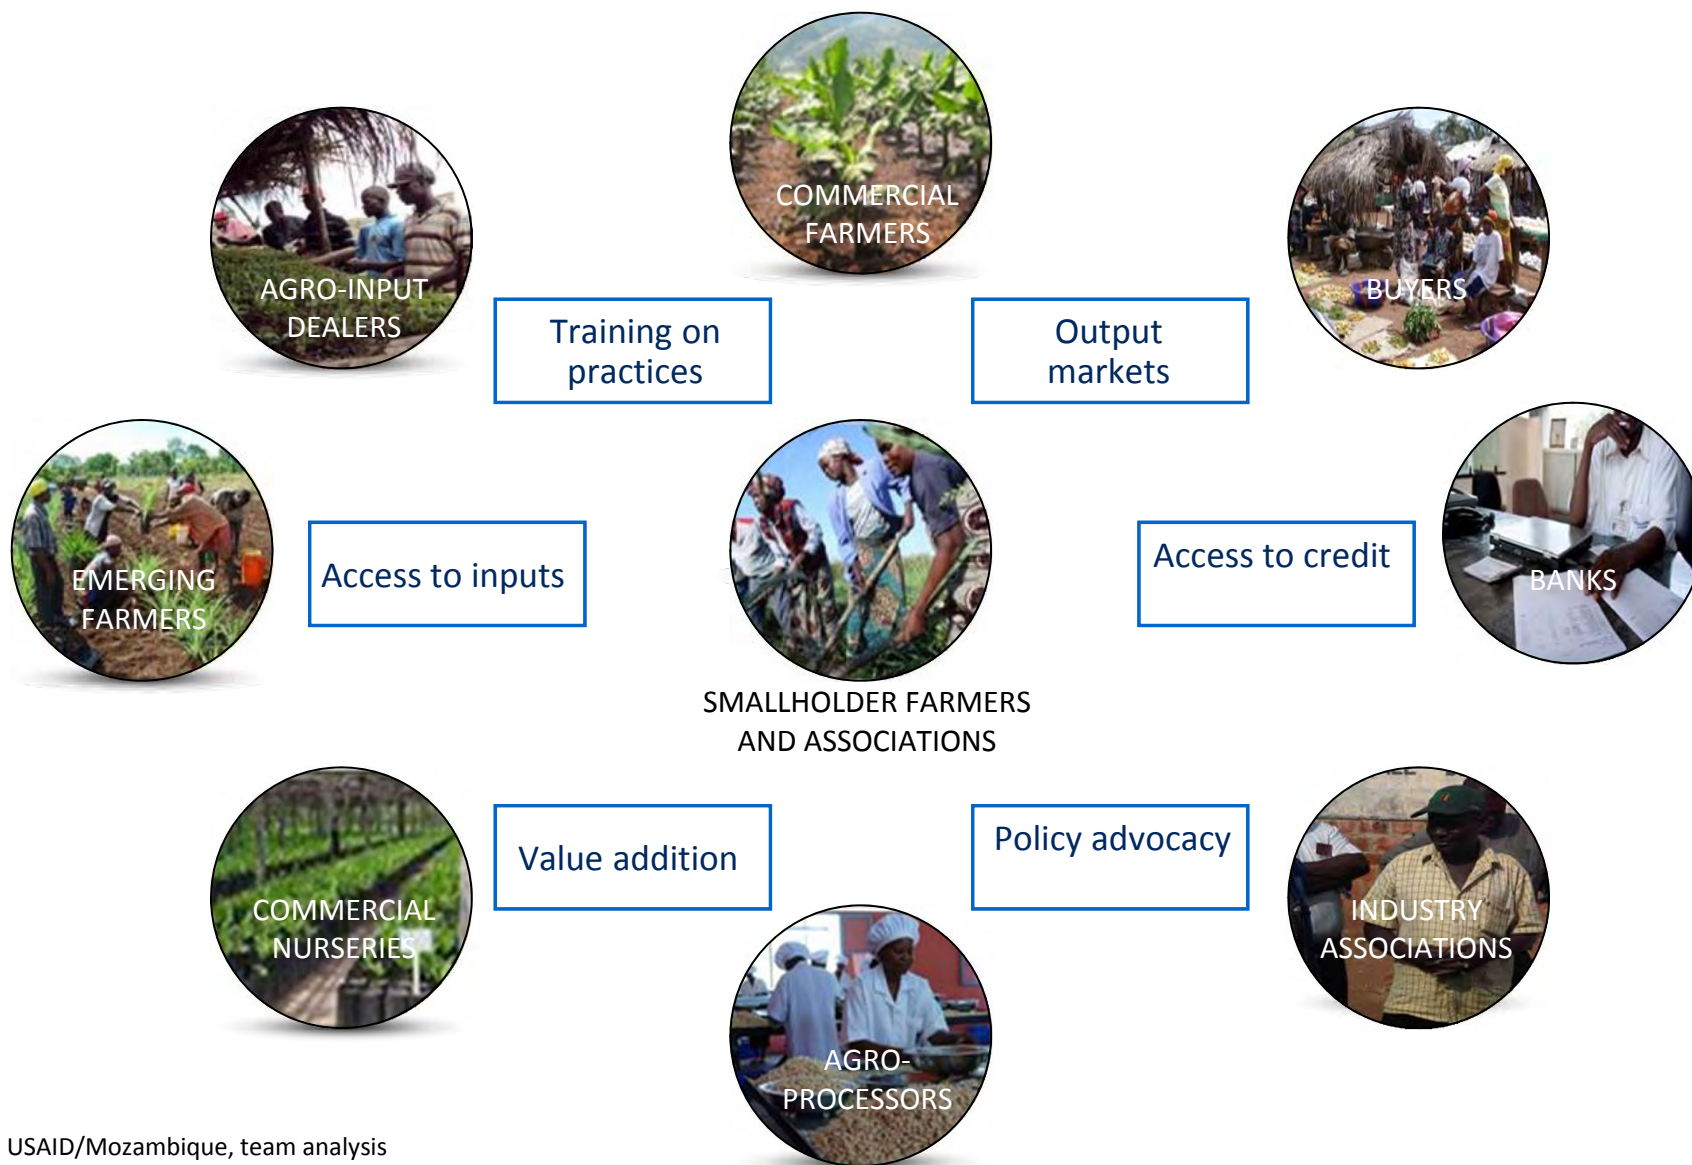 COMMERCIAL
FARMERS
AGRO-INPUT
DEALERS
BUYERS
Training on
practices
Output
markets
EMERGING
FARMERS
Access to inputs
Access to credit
BANKS
SMALLHOLDER FARMERS
AND ASSOCIATIONS
COMMERCIAL
NURSERIES
Value addition
Policy advocacy
INDUSTRY
ASSOCIATIONS
AGRO-
PROCESSORS
USAID/Mozambique, team analysis